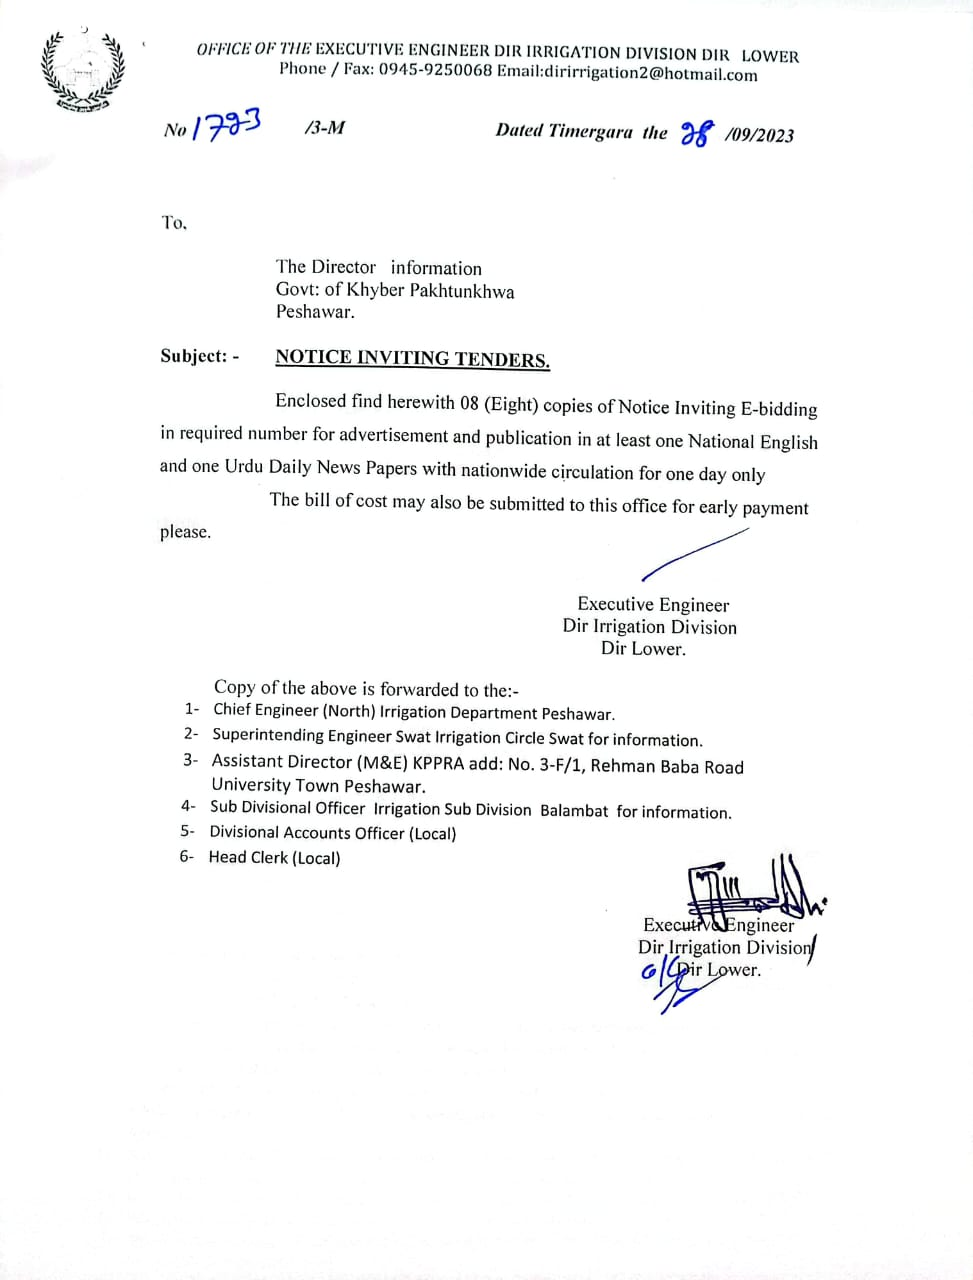 OFFICE OF THE EXECUTIVE ENGINEER DIR IRRIGATION DIVISION DIR LOWER
Phone / Fax: 0945-9250068 Email:dirirrigation2@hotmail.com
No 1723 /3-M Dated Timergara the 28 /09/2023
To,
The Director information
Govt: of Khyber Pakhtunkhwa
Peshawar.
Subject: - NOTICE INVITING TENDERS.
Enclosed find herewith 08 (Eight) copies of Notice Inviting E-bidding
in required number for advertisement and publication in at least one National English
and one Urdu Daily News Papers with nationwide circulation for one day only
The bill of cost may also be submitted to this office for early payment
please.
Executive Engineer
Dir Irrigation Division
Dir Lower.
Copy of the above is forwarded to the:-
1- Chief Engineer (North) Irrigation Department Peshawar.
2- Superintending Engineer Swat Irrigation Circle Swat for information.
3- Assistant Director (M&E) KPPRA add: No. 3-F/1, Rehman Baba Road
University Town Peshawar.
4- Sub Divisional Officer Irrigation Sub Division Balambat for information.
5- Divisional Accounts Officer (Local)
6- Head Clerk (Local)
Executive Engineer
Dir Irrigation Division
Dir Lower.